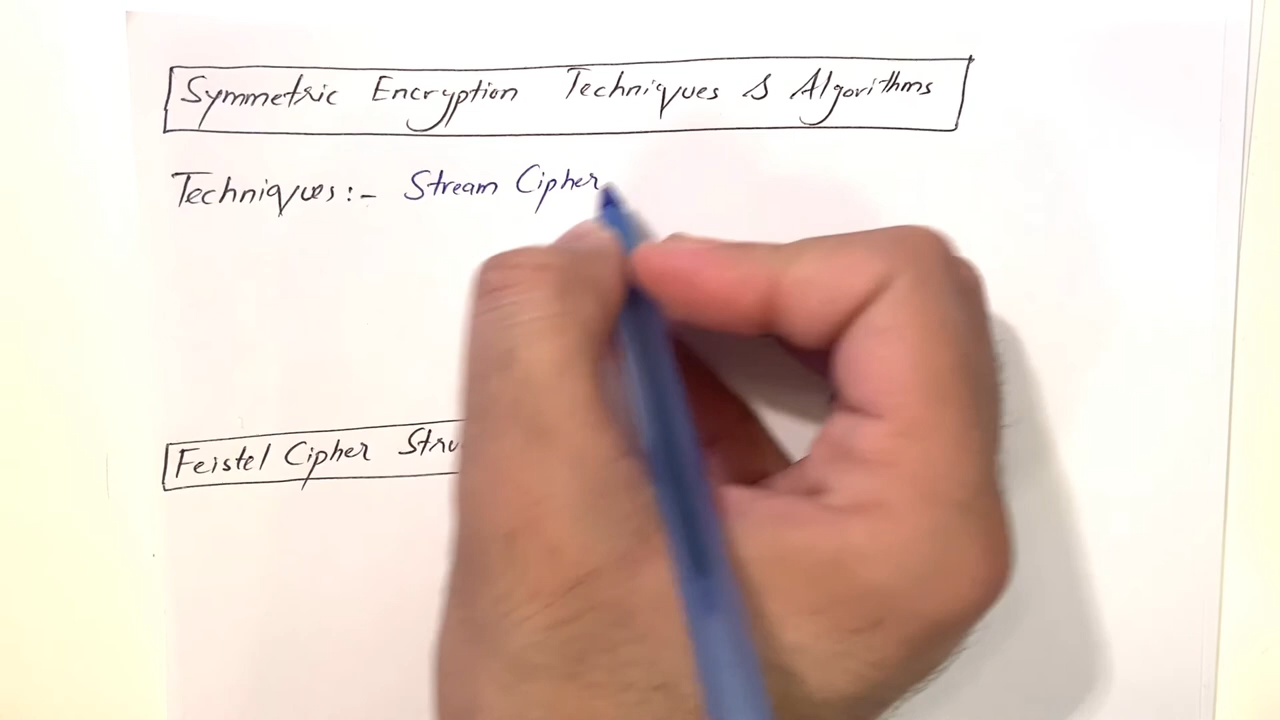 Symmetric Encryption Techniques & Algorithms
Techniques:- Stream Cipher
Feistel Cipher